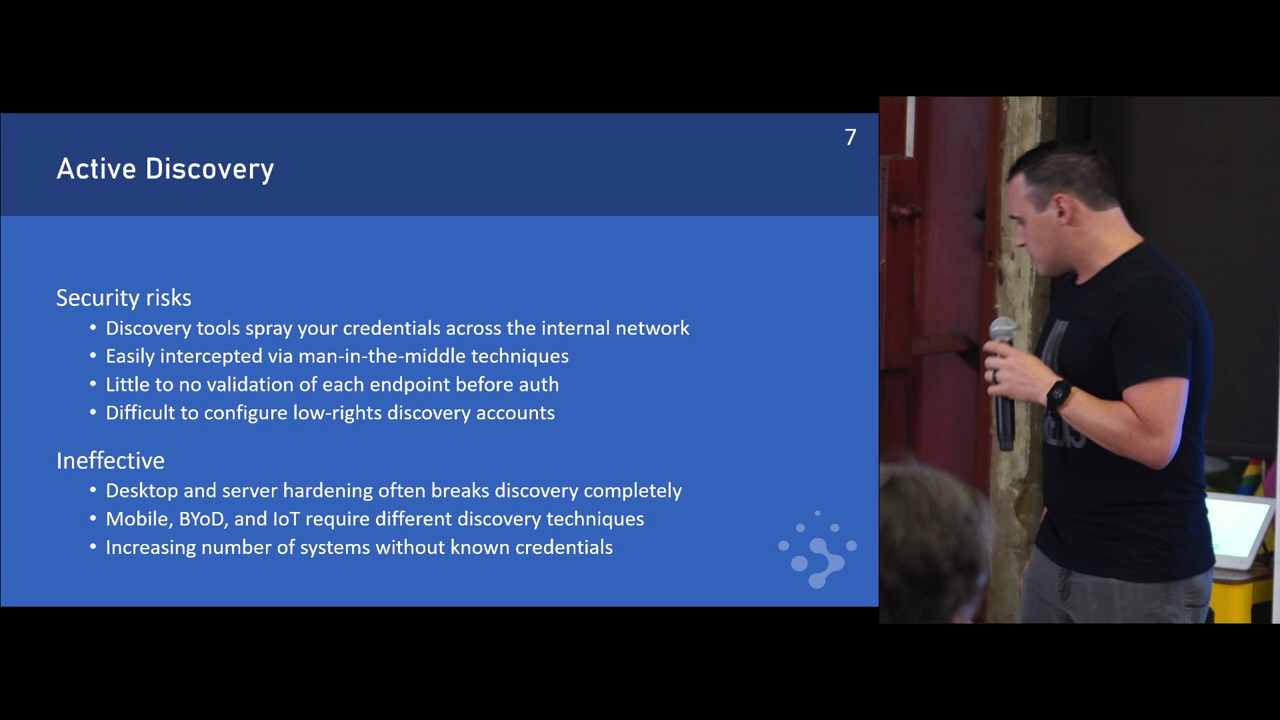 7
Active Discovery
Security risks
• Discovery tools spray your credentials across the internal network
• Easily intercepted via man-in-the-middle techniques
• Little to no validation of each endpoint before auth
• Difficult to configure low-rights discovery accounts
Ineffective
• Desktop and server hardening often breaks discovery completely
• Mobile, BYoD, and IoT require different discovery techniques
• Increasing number of systems without known credentials